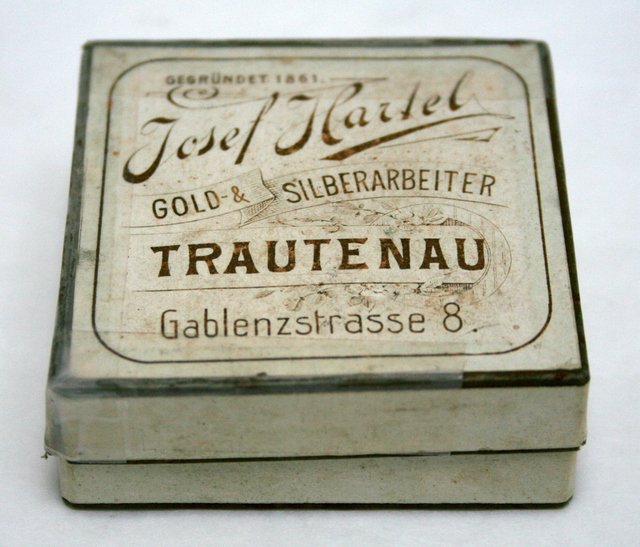 GEGRÜNDET 1861.
Josef Hartel
GOLD- & SILBERARBEITER
TRAUTENAU
Gablenzstrasse 8.